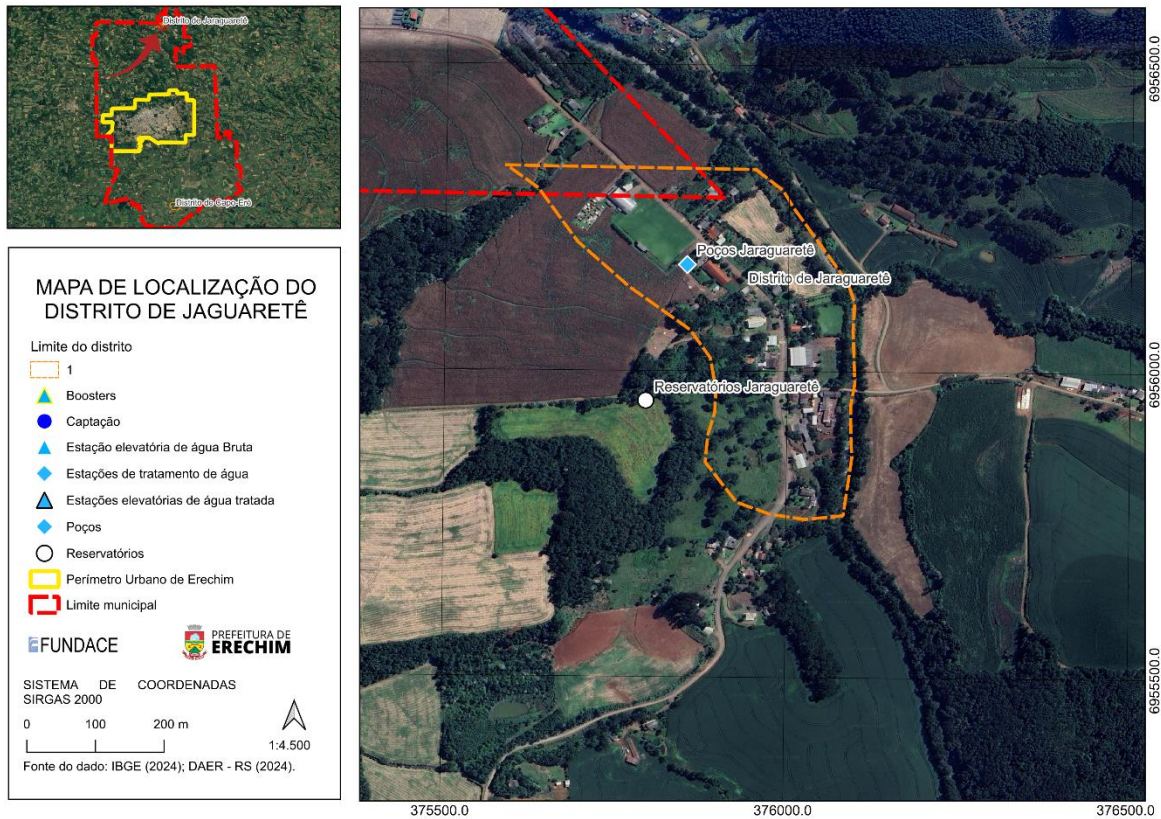 Distrito de Jaraguaretê
Distrito de Capo-Erê
MAPA DE LOCALIZAÇÃO DO
DISTRITO DE JAGUARETÊ
Limite do distrito
1
Boosters
Captação
Estação elevatória de água Bruta
Estações de tratamento de água
Estações elevatórias de água tratada
Poços
Reservatórios
Perímetro Urbano de Erechim
Limite municipal
FUNDACE
PREFEITURA DE
ERECHIM
SISTEMA DE COORDENADAS
SIRGAS 2000
0 100 200 m
1:4.500
Fonte do dado: IBGE (2024); DAER - RS (2024).
Poços Jaraguaretê
Distrito de Jaraguaretê
Reservatórios Jaraguaretê
6956500.0
6956000.0
6955500.0
375500.0
376000.0
376500.0